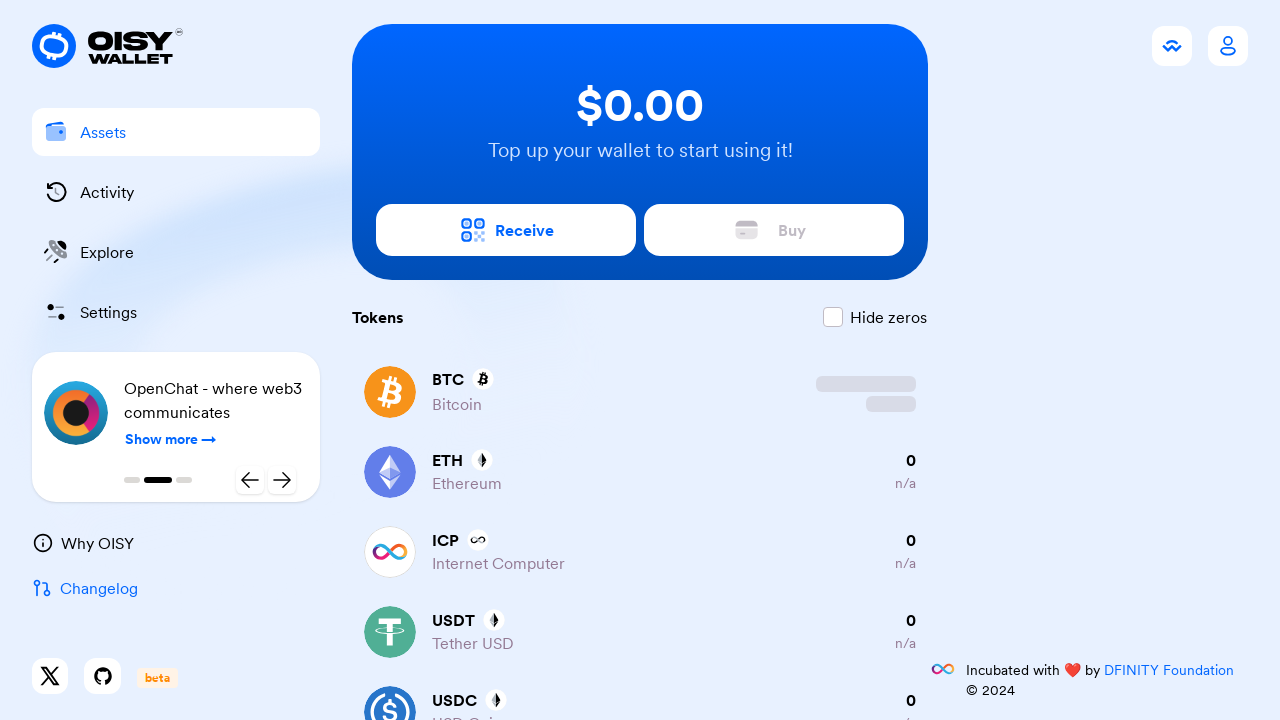 OISY
WALLET
Assets
Activity
Explore
Settings
OpenChat - where web3
communicates
Show more
Why OISY
Changelog
beta
$0.00
Top up your wallet to start using it!
Receive
Buy
Tokens
Hide zeros
BTC
Bitcoin
ETH
0
Ethereum
n/a
ICP
0
Internet Computer
n/a
USDT
0
Tether USD
n/a
USDC
0
Incubated with ❤️ by DFINITY Foundation
© 2024